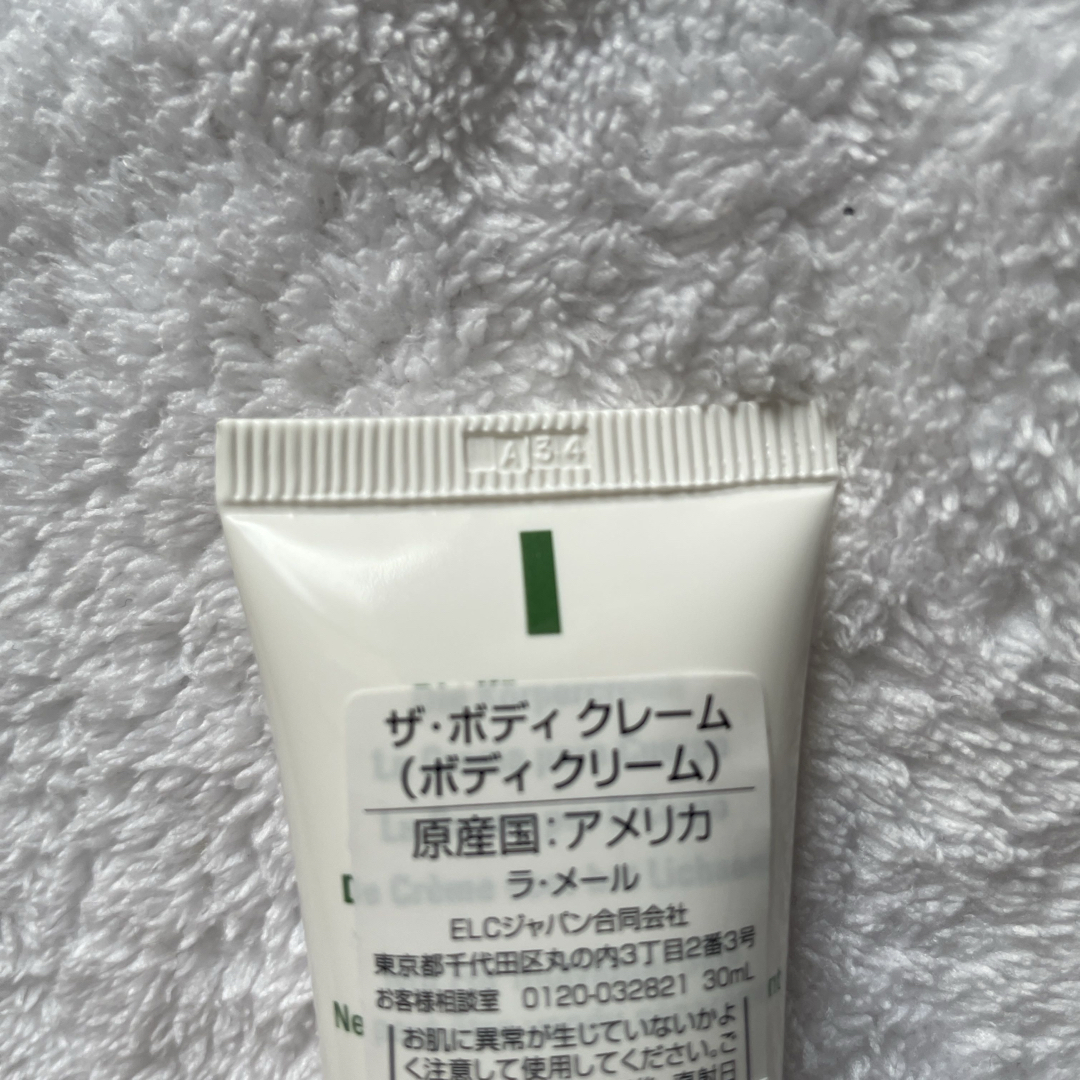 A34
ザ・ボディ クレーム
（ボディ クリーム）
原産国：アメリカ
ラ・メール
ELCジャパン合同会社
東京都千代田区丸の内3丁目2番3号
お客様相談室　0120-032821　30mL
お肌に異常が生じていないかよ
く注意して使用してください。ご
Crème
Ne
nt